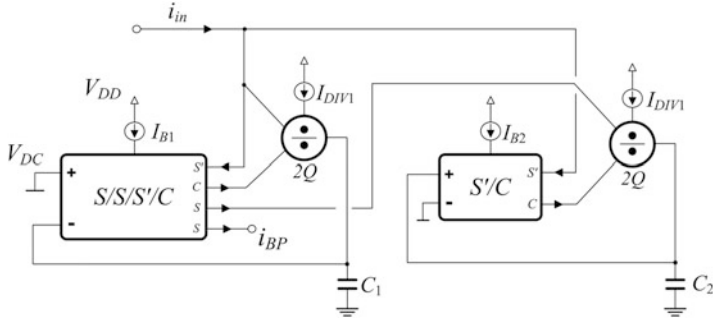 i_in
V_DD
I_DIV1
I_DIV1
I_B1
I_B2
V_DC
÷
÷
+
S'
2Q
S/S/S'/C
C
S
-
S
i_BP
+
S'
S'/C
-
C
2Q
C_1
C_2